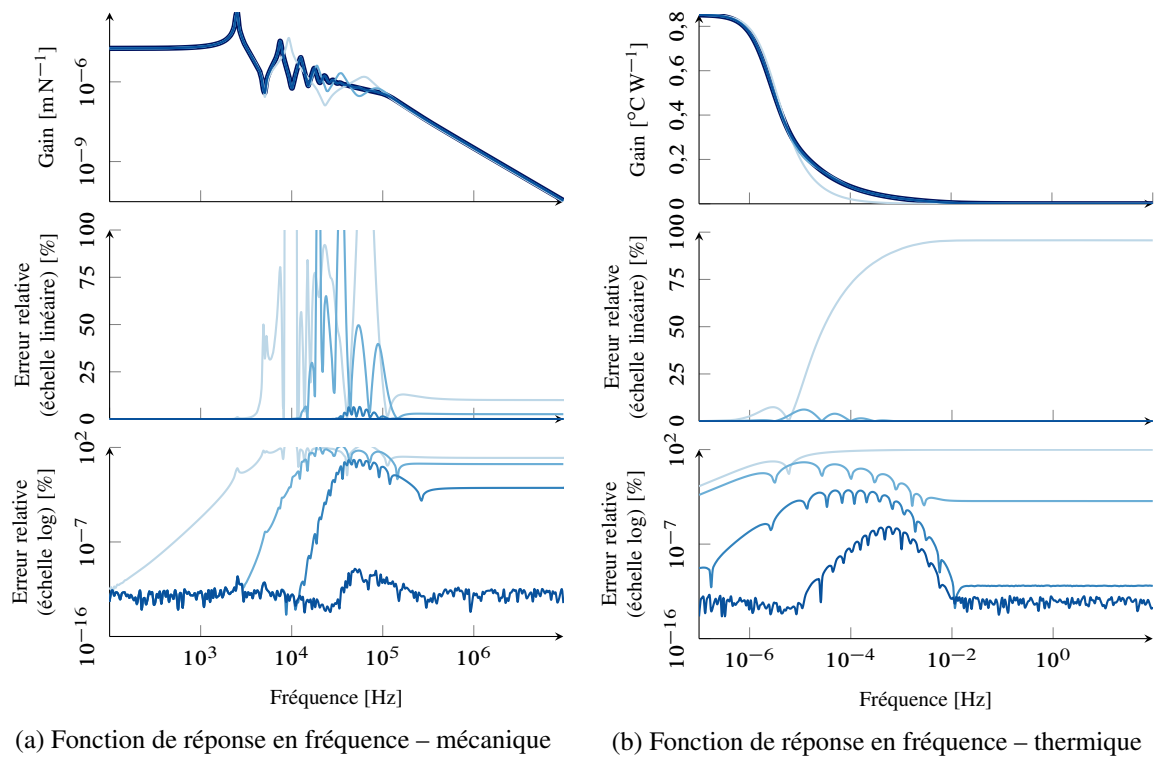 Gain [m N−1]
10−6
10−9
Erreur relative
(échelle linéaire) [%]
100
75
50
25
0
Erreur relative
(échelle log) [%]
102
10−7
10−16
103
104
105
106
Fréquence [Hz]
(a) Fonction de réponse en fréquence – mécanique
Gain [°C W−1]
0,8
0,6
0,4
0,2
0
Erreur relative
(échelle linéaire) [%]
100
75
50
25
0
Erreur relative
(échelle log) [%]
102
10−7
10−16
10−6
10−4
10−2
100
Fréquence [Hz]
(b) Fonction de réponse en fréquence – thermique